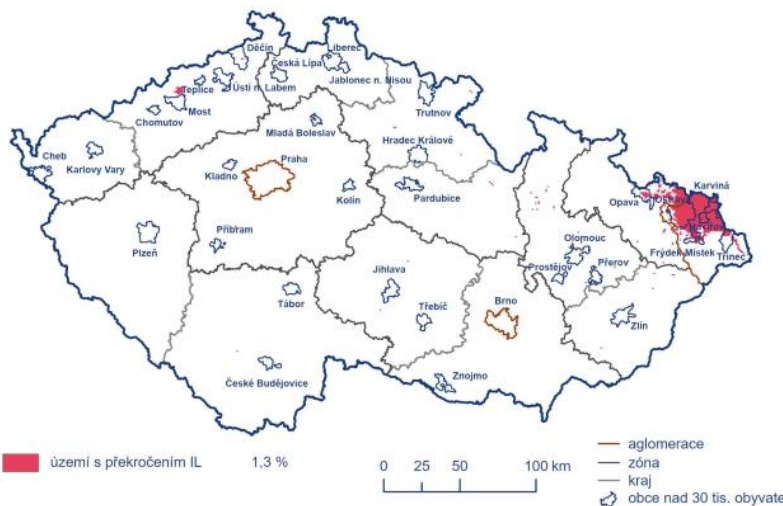 Děčín
Liberec
Česká Lípa
Teplice
Ústí n. Labem
Jablonec n. Nisou
Most
Trutnov
Chomutov
Mladá Boleslav
Hradec Králové
Cheb
Praha
Karlovy Vary
Kladno
Karviná
Kolín
Pardubice
Opava
Ostrava
Havířov
Příbram
Olomouc
Frýdek Místek
Plzeň
Třinec
Jihlava
Prostějov
Přerov
Tábor
Třebíč
Brno
Zlín
České Budějovice
Znojmo
území s překročením IL 1,3 %
0 25 50 100 km
aglomerace
zóna
kraj
obce nad 30 tis. obyvate